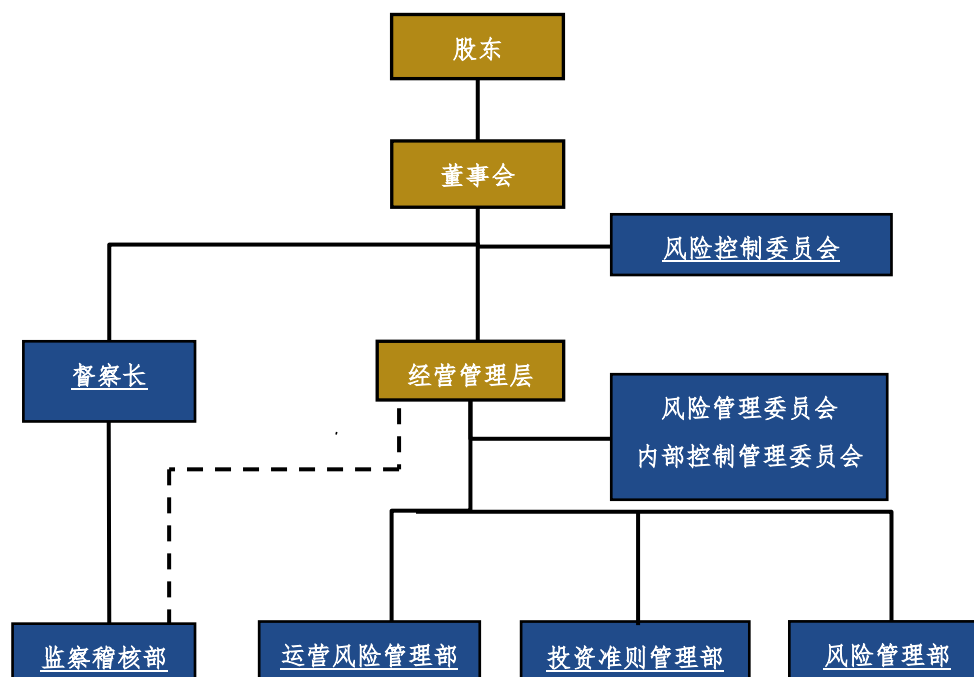 股东
董事会
风险控制委员会
督察长
经营管理层
风险管理委员会
内部控制管理委员会
监察稽核部
运营风险管理部
投资准则管理部
风险管理部